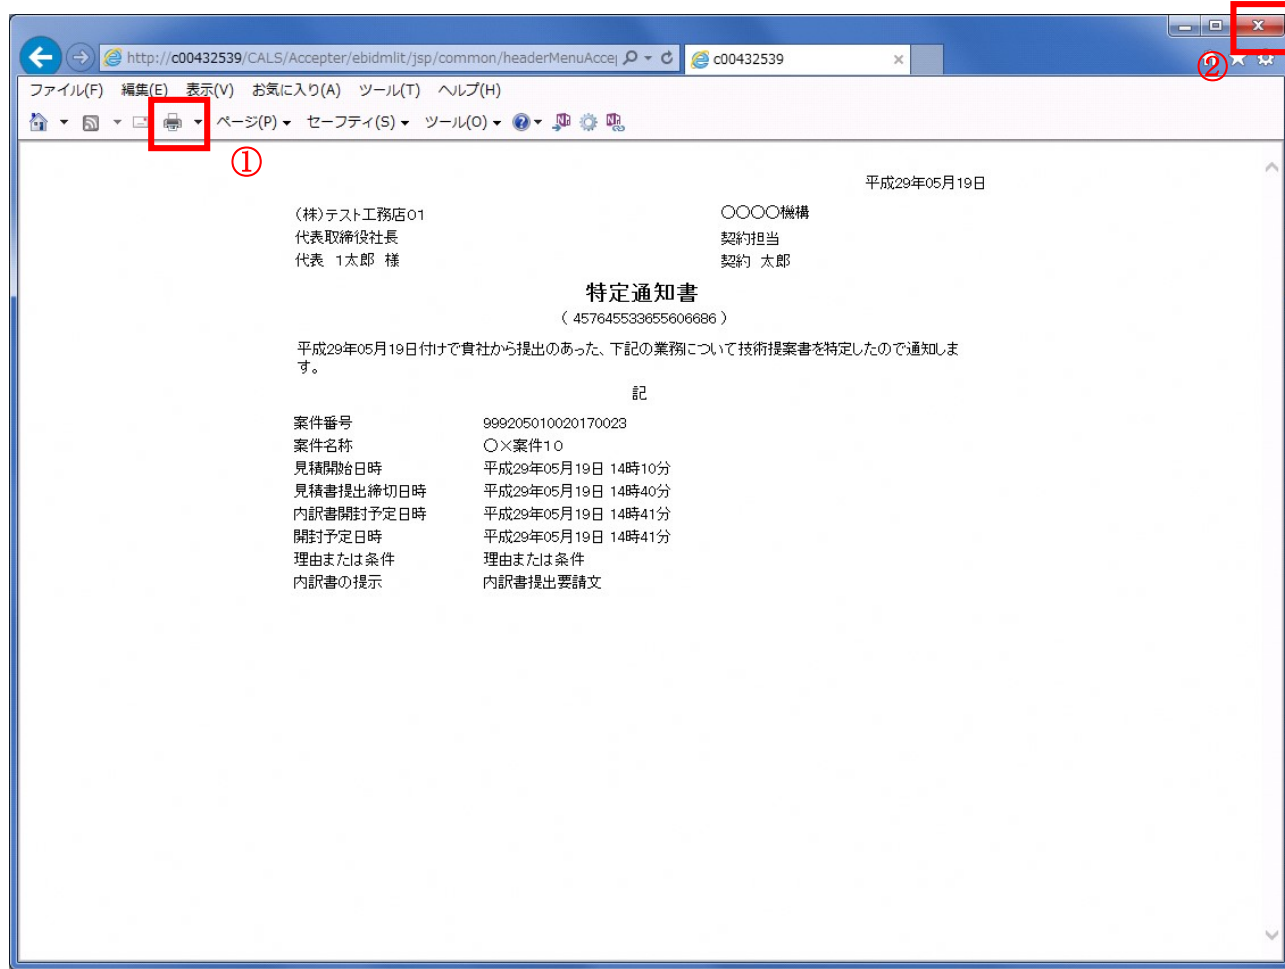 http://c00432539/CALS/Accepter/ebidmlit/jsp/common/headerMenuAccep
c00432539
②
ファイル(F) 編集(E) 表示(V) お気に入り(A) ツール(T) ヘルプ(H)
ページ(P) セーフティ(S) ツール(O)
①
平成29年05月19日
(株)テスト工務店01 〇〇〇〇機構
代表取締役社長 契約担当
代表 1太郎 様 契約 太郎
特定通知書
( 457645533655606686 )
平成29年05月19日付けで貴社から提出のあった、下記の業務について技術提案書を特定したので通知しま
す。
記
案件番号 999205010020170023
案件名称 〇×案件10
見積開始日時 平成29年05月19日 14時10分
見積書提出締切日時 平成29年05月19日 14時40分
内訳書開封予定日時 平成29年05月19日 14時41分
開封予定日時 平成29年05月19日 14時41分
理由または条件 理由または条件
内訳書の提示 内訳書提出要請文